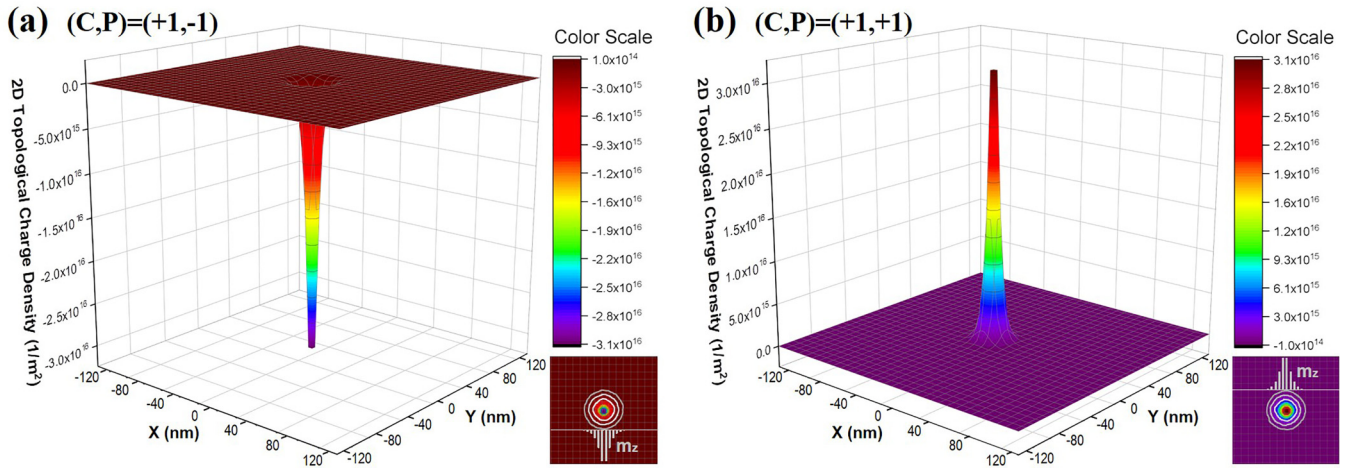 (a) (C,P)=(+1,-1)
Color Scale
1.0x10^14
-3.0x10^15
-6.1x10^15
-9.3x10^15
-1.2x10^16
-1.5x10^16
-1.9x10^16
-2.2x10^16
-2.5x10^16
-2.8x10^16
-3.1x10^16
2D Topological Charge Density (1/m²)
0.0
-5.0x10^15
-1.0x10^16
-1.5x10^16
-2.0x10^16
-2.5x10^16
-3.0x10^16
-120
-80
-40
0
40
80
120
X (nm)
-120
-80
-40
0
40
80
120
Y (nm)
m_z
(b) (C,P)=(+1,+1)
Color Scale
3.1x10^16
2.8x10^16
2.5x10^16
2.2x10^16
1.9x10^16
1.6x10^16
1.2x10^16
9.3x10^15
6.1x10^15
3.0x10^15
-1.0x10^14
2D Topological Charge Density (1/m²)
3.0x10^16
2.5x10^16
2.0x10^16
1.5x10^16
1.0x10^16
5.0x10^15
0.0
-120
-80
-40
0
40
80
120
X (nm)
-120
-80
-40
0
40
80
120
Y (nm)
m_z